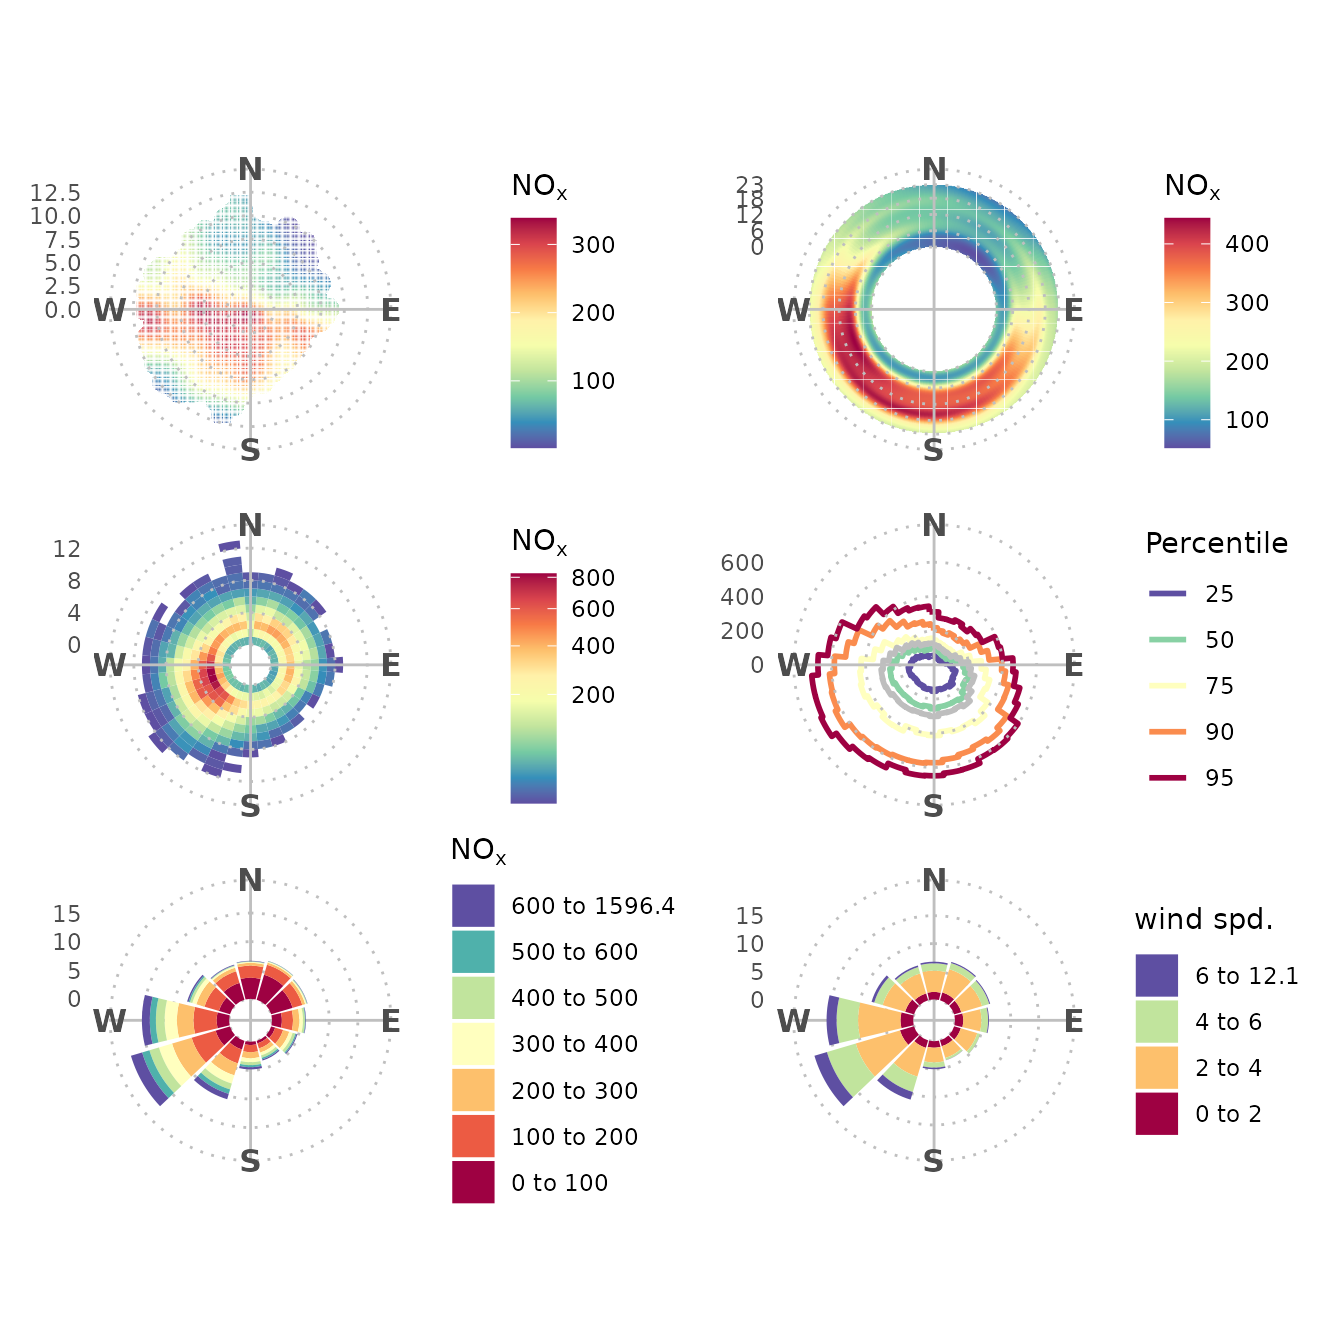 N
12.5
10.0
7.5
5.0
2.5
0.0
W
E
S
NOx
300
200
100
N
23
18
12
6
0
W
E
S
NOx
400
300
200
100
N
12
8
4
0
W
E
S
NOx
800
600
400
200
N
600
400
200
0
W
E
S
Percentile
25
50
75
90
95
N
15
10
5
0
W
E
S
NOx
600 to 1596.4
500 to 600
400 to 500
300 to 400
200 to 300
100 to 200
0 to 100
N
15
10
5
0
W
E
S
wind spd.
6 to 12.1
4 to 6
2 to 4
0 to 2